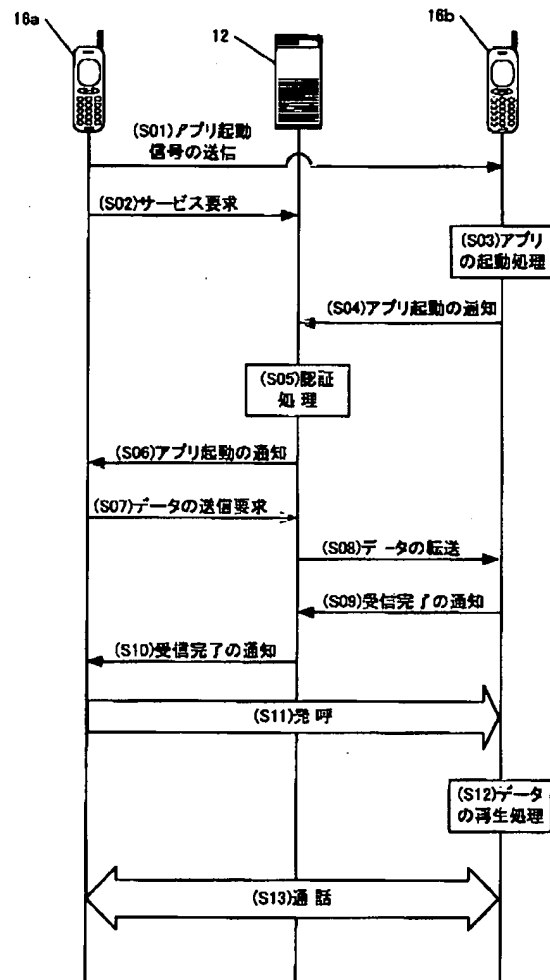 16a
12
16b
(S01)アプリ起動
信号の送信
(S02)サービス要求
(S03)アプリ
の起動処理
(S04)アプリ起動の通知
(S05)認証
処理
(S06)アプリ起動の通知
(S07)データの送信要求
(S08)データの転送
(S09)受信完了の通知
(S10)受信完了の通知
(S11)発呼
(S12)データ
の再生処理
(S13)通話